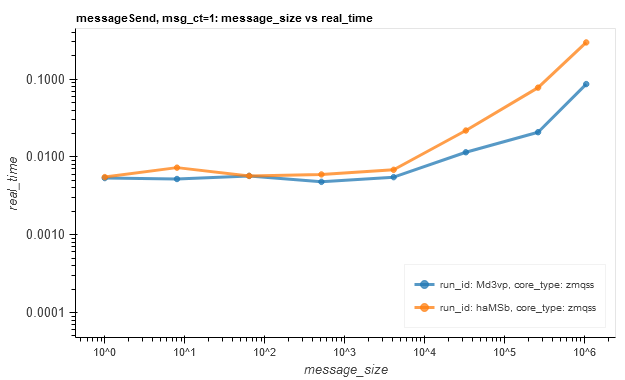 messageSend, msg_ct=1: message_size vs real_time
0.1000
0.0100
0.0010
0.0001
real_time
run_id: Md3vp, core_type: zmqss
run_id: haMSb, core_type: zmqss
10^0 10^1 10^2 10^3 10^4 10^5 10^6
message_size